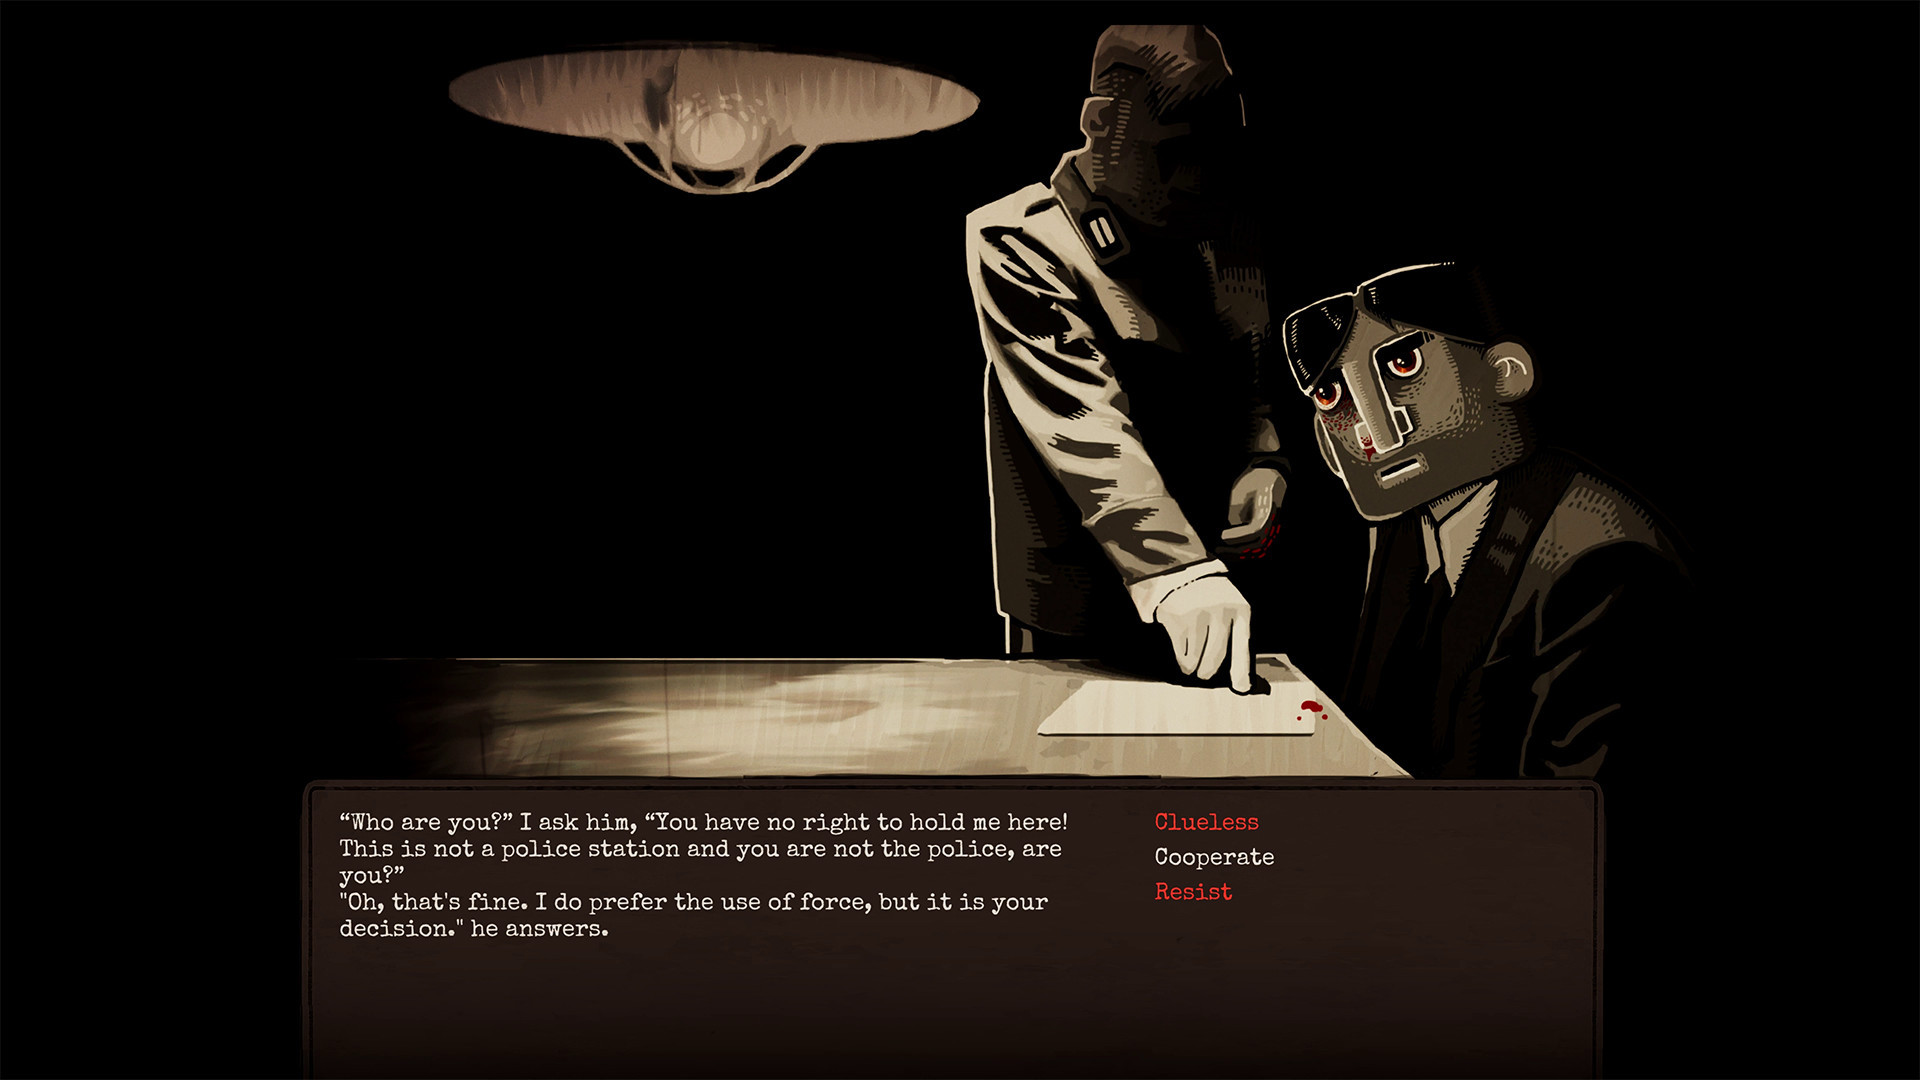 “Who are you?” I ask him, “You have no right to hold me here!
This is not a police station and you are not the police, are
you?”
"Oh, that's fine. I do prefer the use of force, but it is your
decision." he answers.
Clueless
Cooperate
Resist